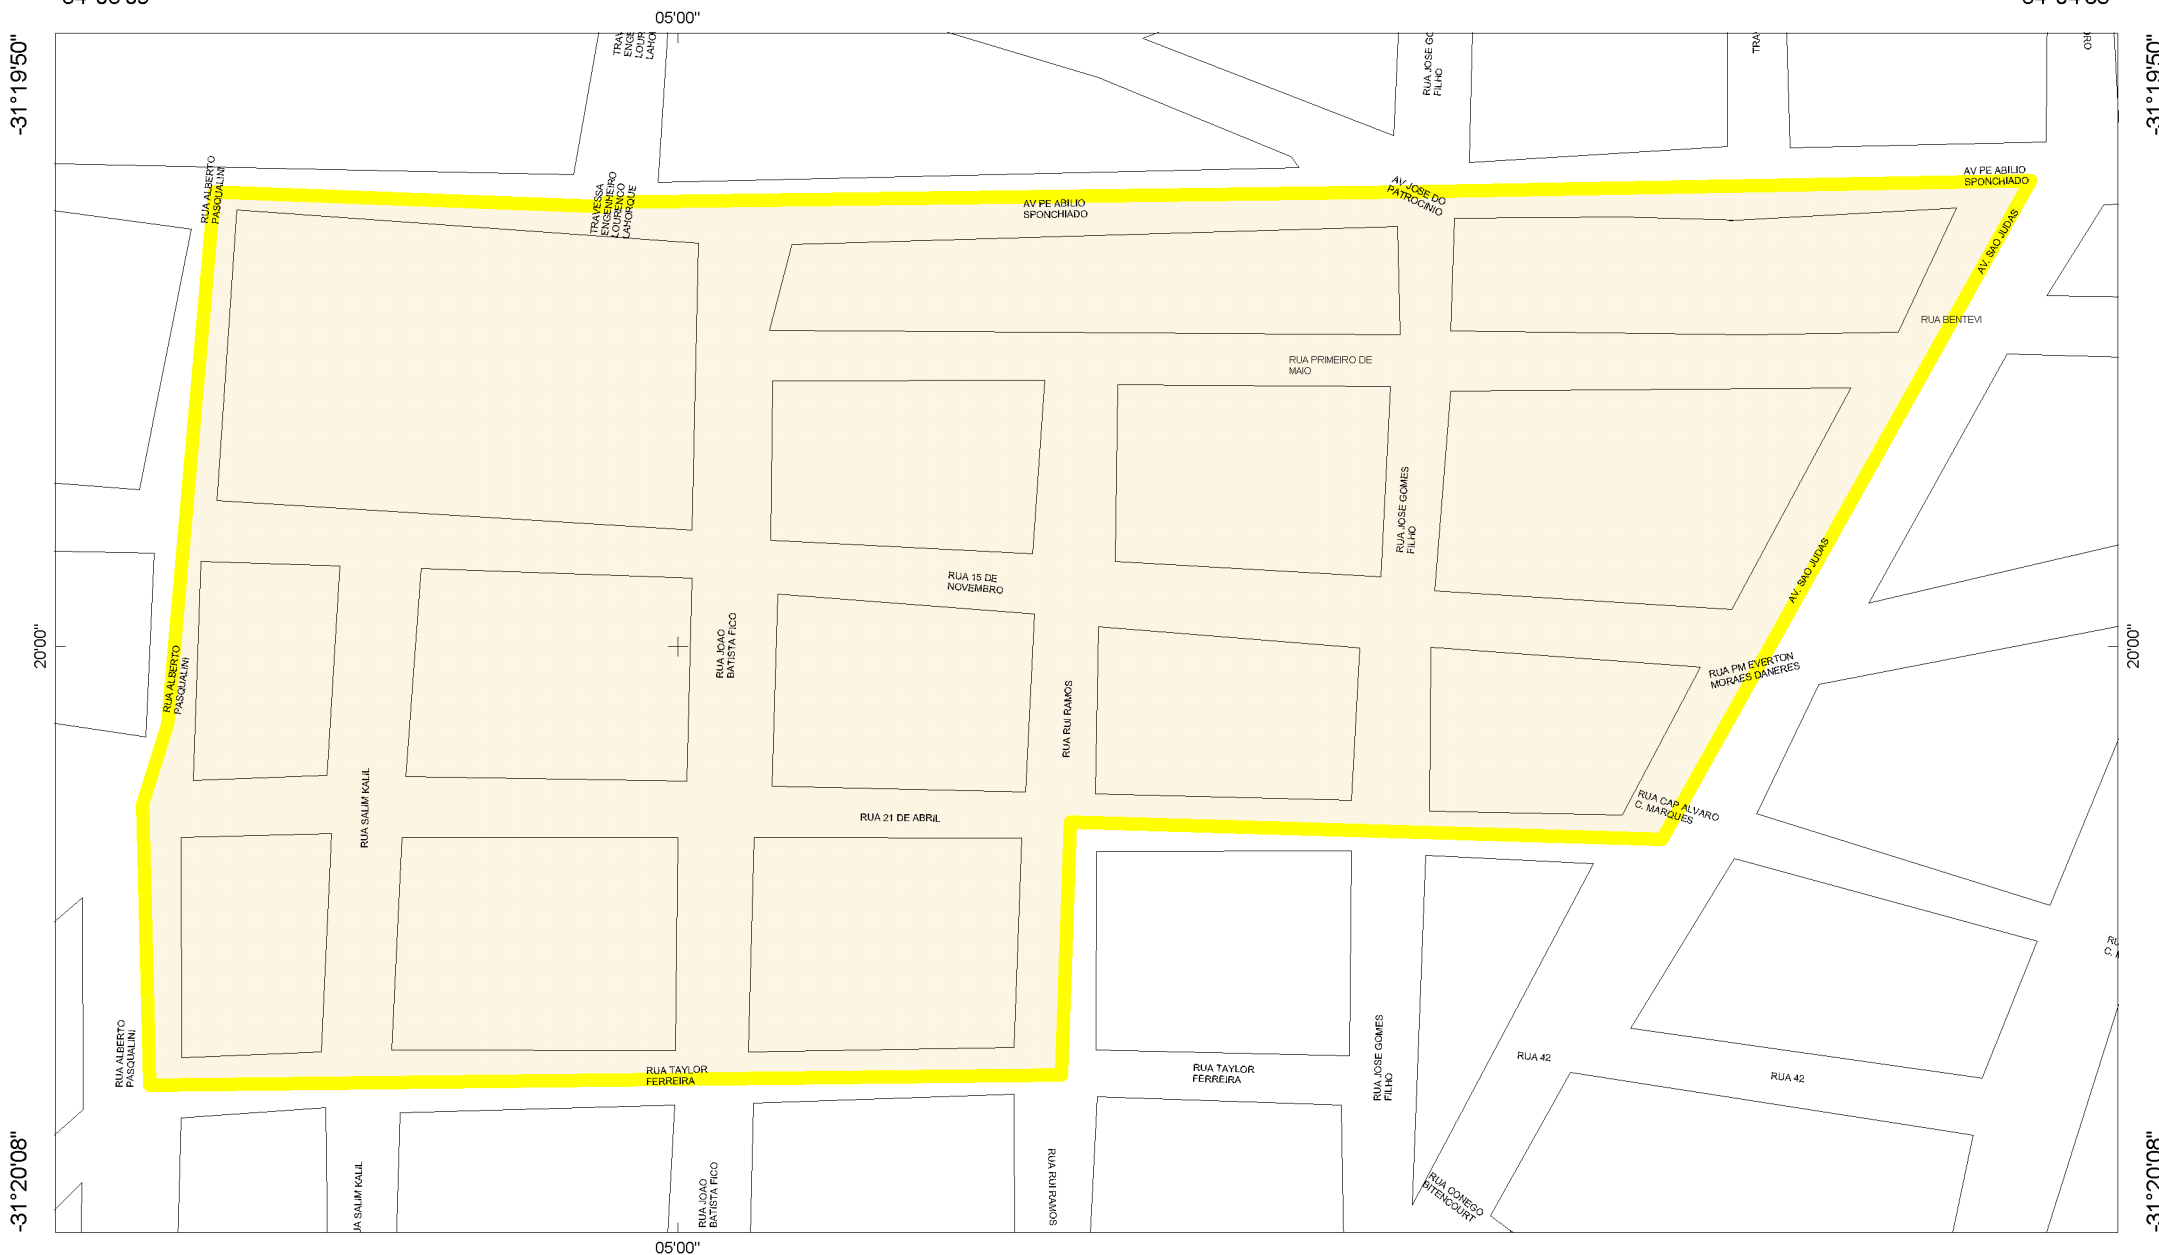 05'00"
-31°19'50"
-31°19'50"
RUA JOSE GO
FILHO
RUA ALBERTO
PASQUALINI
TRAVESSA
ENGENHEIRO
LOURENCO
LAHORQUE
AV PE ABILIO
SPONCHIADO
AV JOSE DO
PATROCINIO
AV PE ABILIO
SPONCHIADO
AV. SAO JUDAS
RUA BENTEVI
RUA PRIMEIRO DE
MAIO
RUA JOSE GOMES
FILHO
AV. SAO JUDAS
RUA 15 DE
NOVEMBRO
20'00"
20'00"
RUA JOAO
BATISTA FICO
RUA ALBERTO
PASQUALINI
RUA PM EVERTON
MORAES DANERES
RUA RUI RAMOS
RUA SALIM KALIL
RUA 21 DE ABRIL
RUA CAP ALVARO
C. MARQUES
RUA ALBERTO
PASQUALINI
RUA TAYLOR
FERREIRA
RUA TAYLOR
FERREIRA
RUA JOSE GOMES
FILHO
RUA 42
RUA 42
-31°20'08"
-31°20'08"
UA SALIM KALIL
RUA JOAO
BATISTA FICO
RUA RUI RAMOS
RUA CONEGO
BITENCOURT
05'00"